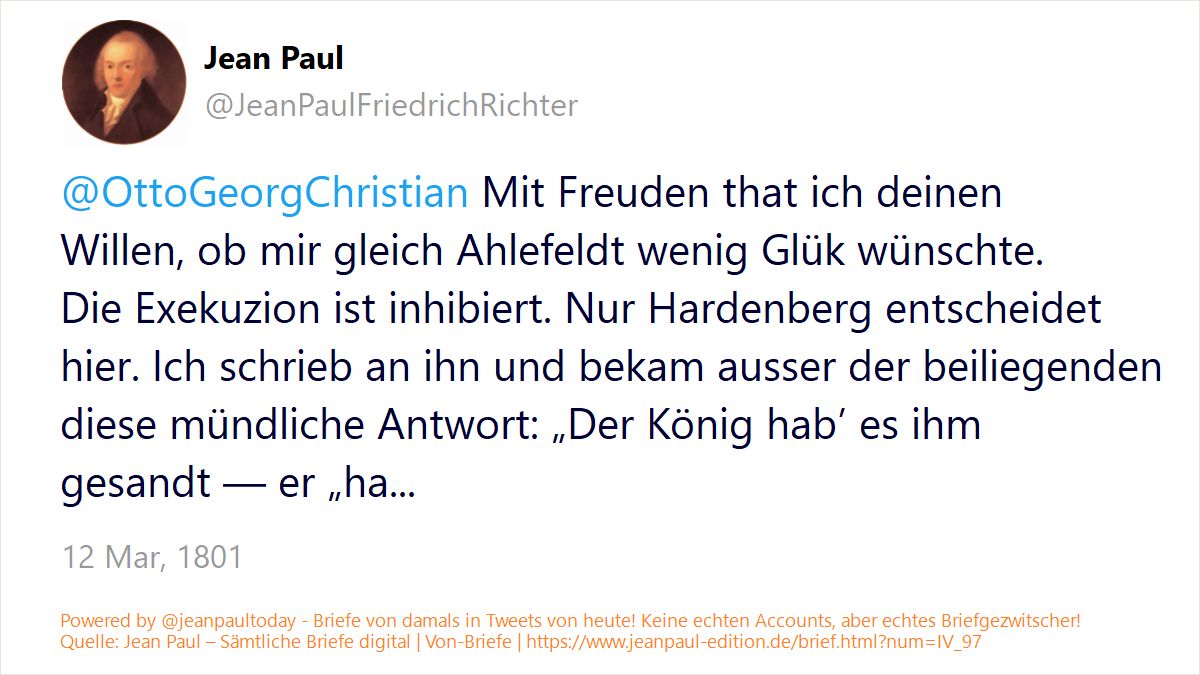 Jean Paul
@JeanPaulFriedrichRichter
@OttoGeorgChristian Mit Freuden that ich deinen
Willen, ob mir gleich Ahlefeldt wenig Glük wünschte.
Die Exekuzion ist inhibiert. Nur Hardenberg entscheidet
hier. Ich schrieb an ihn und bekam ausser der beiliegenden
diese mündliche Antwort: „Der König hab’ es ihm
gesandt — er „ha...
12 Mar, 1801
Powered by @jeanpaultoday - Briefe von damals in Tweets von heute! Keine echten Accounts, aber echtes Briefgezwitscher!
Quelle: Jean Paul – Sämtliche Briefe digital | Von-Briefe | https://www.jeanpaul-edition.de/brief.html?num=IV_97